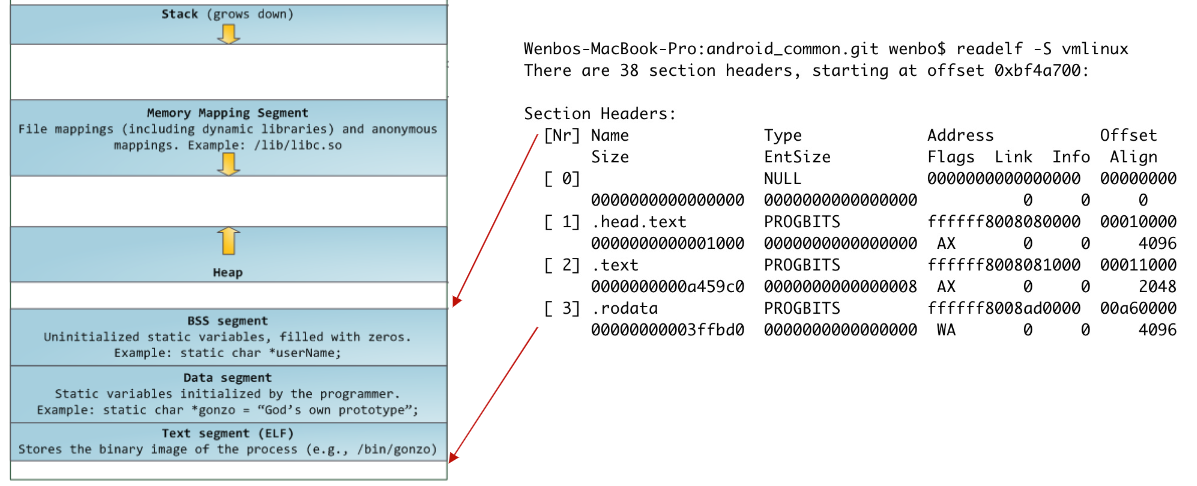 Stack (grows down)
Memory Mapping Segment
File mappings (including dynamic libraries) and anonymous
mappings. Example: /lib/libc.so
Heap
BSS segment
Uninitialized static variables, filled with zeros.
Example: static char *userName;
Data segment
Static variables initialized by the programmer.
Example: static char *gonzo = “God’s own prototype”;
Text segment (ELF)
Stores the binary image of the process (e.g., /bin/gonzo)
Wenbos-MacBook-Pro:android_common.git wenbo$ readelf -S vmlinux
There are 38 section headers, starting at offset 0xbf4a700:
Section Headers:
[Nr] Name Type Address Offset
Size EntSize Flags Link Info Align
[ 0] NULL 0000000000000000 00000000
0000000000000000 0000000000000000 0 0 0
[ 1] .head.text PROGBITS ffffff8008080000 00010000
0000000000001000 0000000000000000 AX 0 0 4096
[ 2] .text PROGBITS ffffff8008081000 00011000
0000000000a459c0 0000000000000008 AX 0 0 2048
[ 3] .rodata PROGBITS ffffff8008ad0000 00a60000
00000000003ffbd0 0000000000000000 WA 0 0 4096